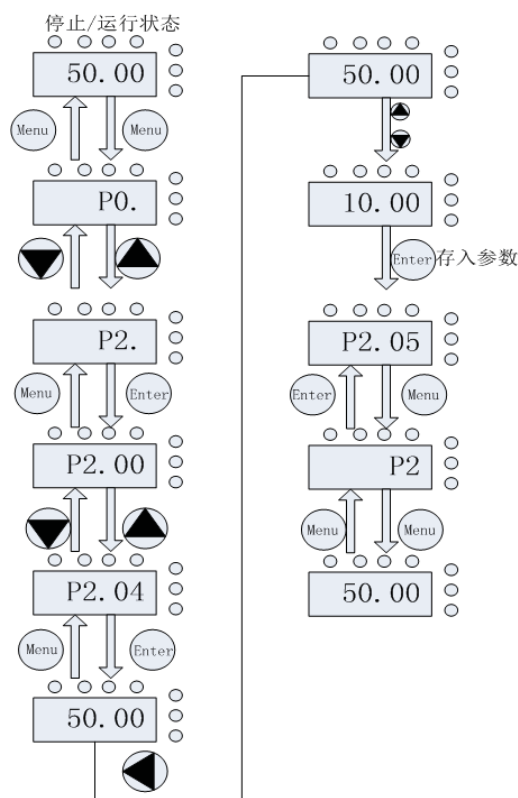 停止/运行状态
50.00
Menu
Menu
P0.
P2.
Menu
Enter
P2.00
P2.04
Menu
Enter
50.00
50.00
10.00
Enter 存入参数
P2.05
Enter
Menu
P2
Menu
Menu
50.00